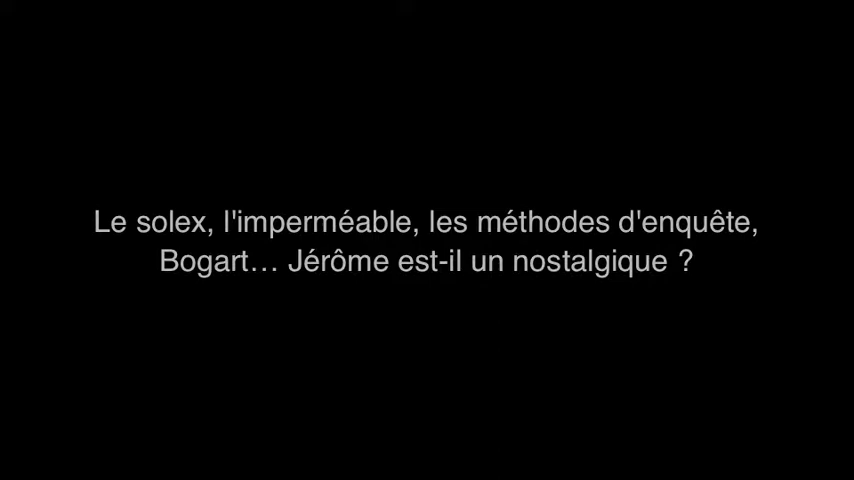 Le solex, l'imperméable, les méthodes d'enquête,
Bogart… Jérôme est-il un nostalgique ?